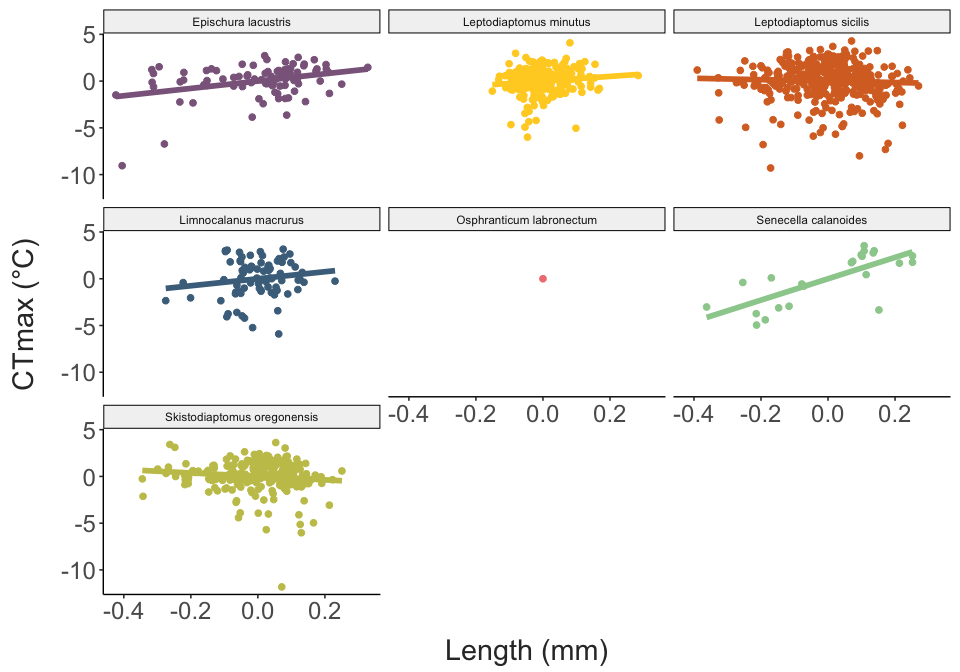 Epischura lacustris
Leptodiaptomus minutus
Leptodiaptomus sicilis
5
0
-5
-10
Limnocalanus macrurus
Osphranticum labronectum
Senecella calanoides
5
0
-5
-10
-0.4 -0.2 0.0 0.2
-0.4 -0.2 0.0 0.2
Skistodiaptomus oregonensis
5
0
-5
-10
-0.4 -0.2 0.0 0.2
CTmax (°C)
Length (mm)